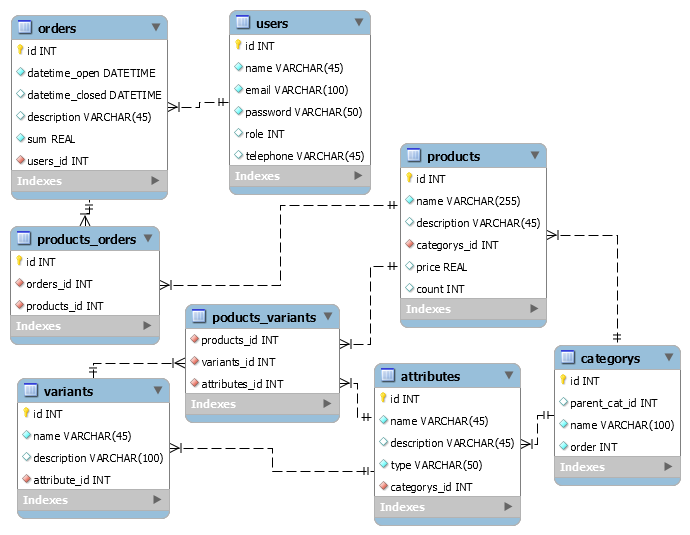 orders
id INT
datetime_open DATETIME
datetime_closed DATETIME
description VARCHAR(45)
sum REAL
users_id INT
Indexes
users
id INT
name VARCHAR(45)
email VARCHAR(100)
password VARCHAR(50)
role INT
telephone VARCHAR(45)
Indexes
products
id INT
name VARCHAR(255)
description VARCHAR(45)
categorys_id INT
price REAL
count INT
Indexes
products_orders
id INT
orders_id INT
products_id INT
Indexes
poducts_variants
products_id INT
variants_id INT
attributes_id INT
Indexes
categorys
id INT
parent_cat_id INT
name VARCHAR(100)
order INT
Indexes
variants
id INT
name VARCHAR(45)
description VARCHAR(100)
attribute_id INT
Indexes
attributes
id INT
name VARCHAR(45)
description VARCHAR(45)
type VARCHAR(50)
categorys_id INT
Indexes